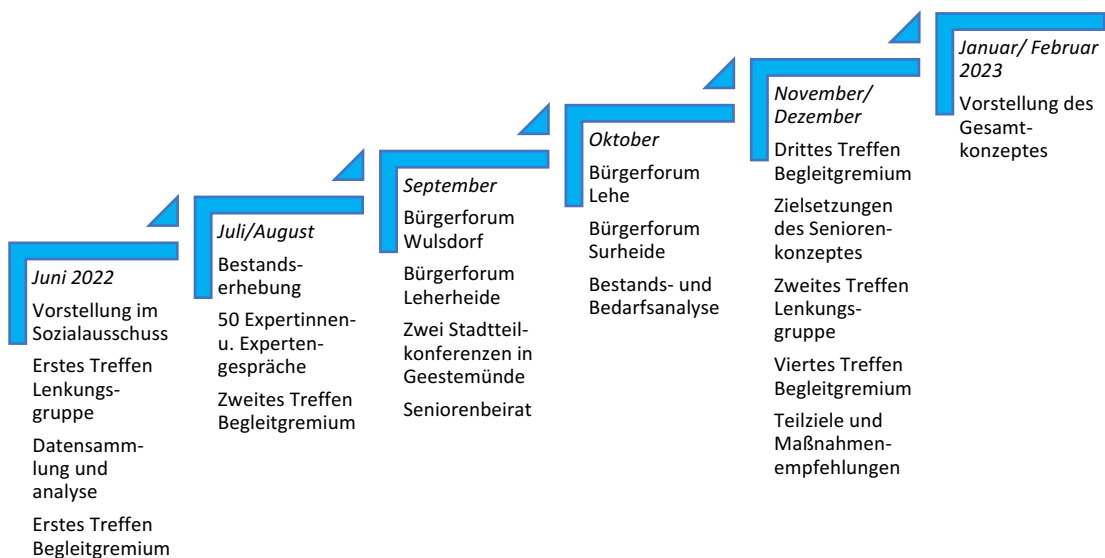 Juni 2022
Vorstellung im
Sozialausschuss
Erstes Treffen
Lenkungs-
gruppe
Datensamm-
lung und
analyse
Erstes Treffen
Begleitgremium
Juli/August
Bestands-
erhebung
50 Expertinnen-
u. Experten-
gespräche
Zweites Treffen
Begleitgremium
September
Bürgerforum
Wulsdorf
Bürgerforum
Leherheide
Zwei Stadtteil-
konferenzen in
Geestemünde
Seniorenbeirat
Oktober
Bürgerforum
Lehe
Bürgerforum
Surheide
Bestands- und
Bedarfsanalyse
November/
Dezember
Drittes Treffen
Begleitgremium
Zielsetzungen
des Senioren-
konzeptes
Zweites Treffen
Lenkungs-
gruppe
Viertes Treffen
Begleitgremium
Teilziele und
Maßnahmen-
empfehlungen
Januar/ Februar
2023
Vorstellung des
Gesamt-
konzeptes